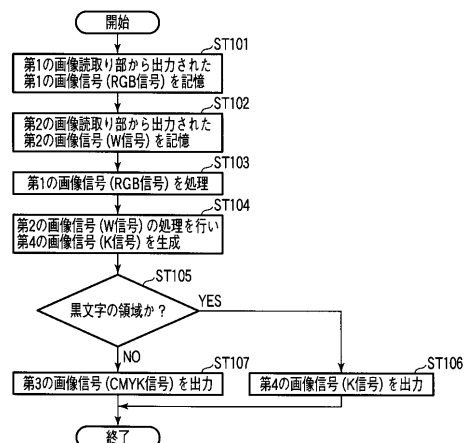 開始
ST101
第1の画像読取り部から出力された
第1の画像信号(RGB信号)を記憶
ST102
第2の画像読取り部から出力された
第2の画像信号(W信号)を記憶
ST103
第1の画像信号(RGB信号)を処理
ST104
第2の画像信号(W信号)の処理を行い
第4の画像信号(K信号)を生成
ST105
黒文字の領域か?
YES
NO
ST107
第3の画像信号(CMYK信号)を出力
ST106
第4の画像信号(K信号)を出力
終了